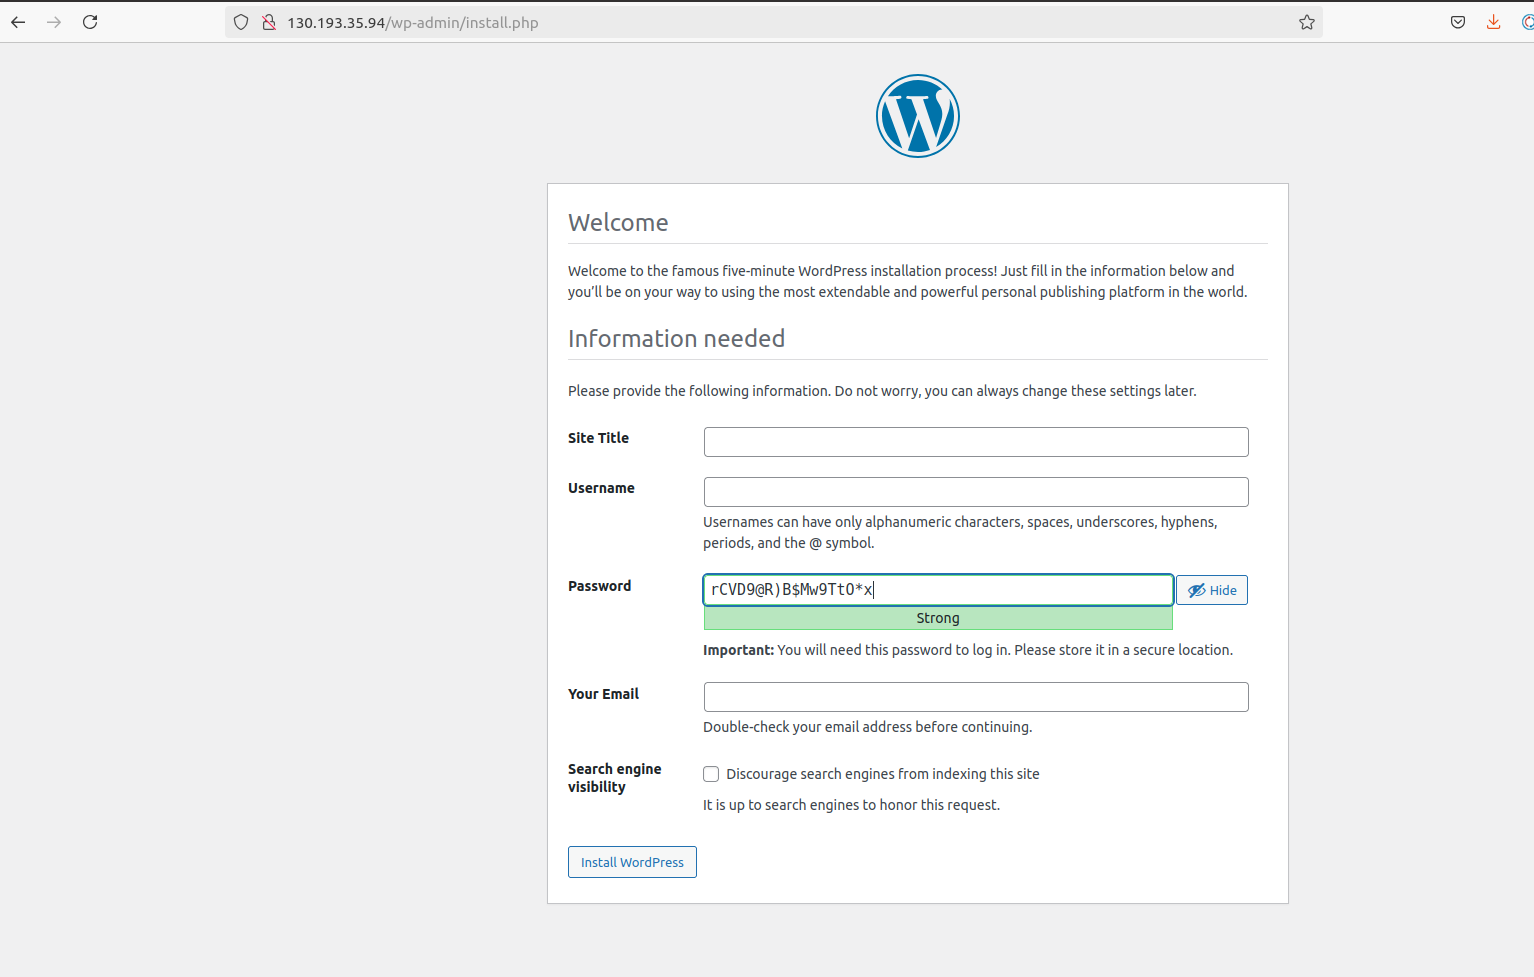 130.193.35.94/wp-admin/install.php
Welcome
Welcome to the famous five-minute WordPress installation process! Just fill in the information below and
you’ll be on your way to using the most extendable and powerful personal publishing platform in the world.
Information needed
Please provide the following information. Do not worry, you can always change these settings later.
Site Title
Username
Usernames can have only alphanumeric characters, spaces, underscores, hyphens,
periods, and the @ symbol.
Password
rCVD9@R)B$Mw9TtO*x
Hide
Strong
Important: You will need this password to log in. Please store it in a secure location.
Your Email
Double-check your email address before continuing.
Search engine
visibility
Discourage search engines from indexing this site
It is up to search engines to honor this request.
Install WordPress